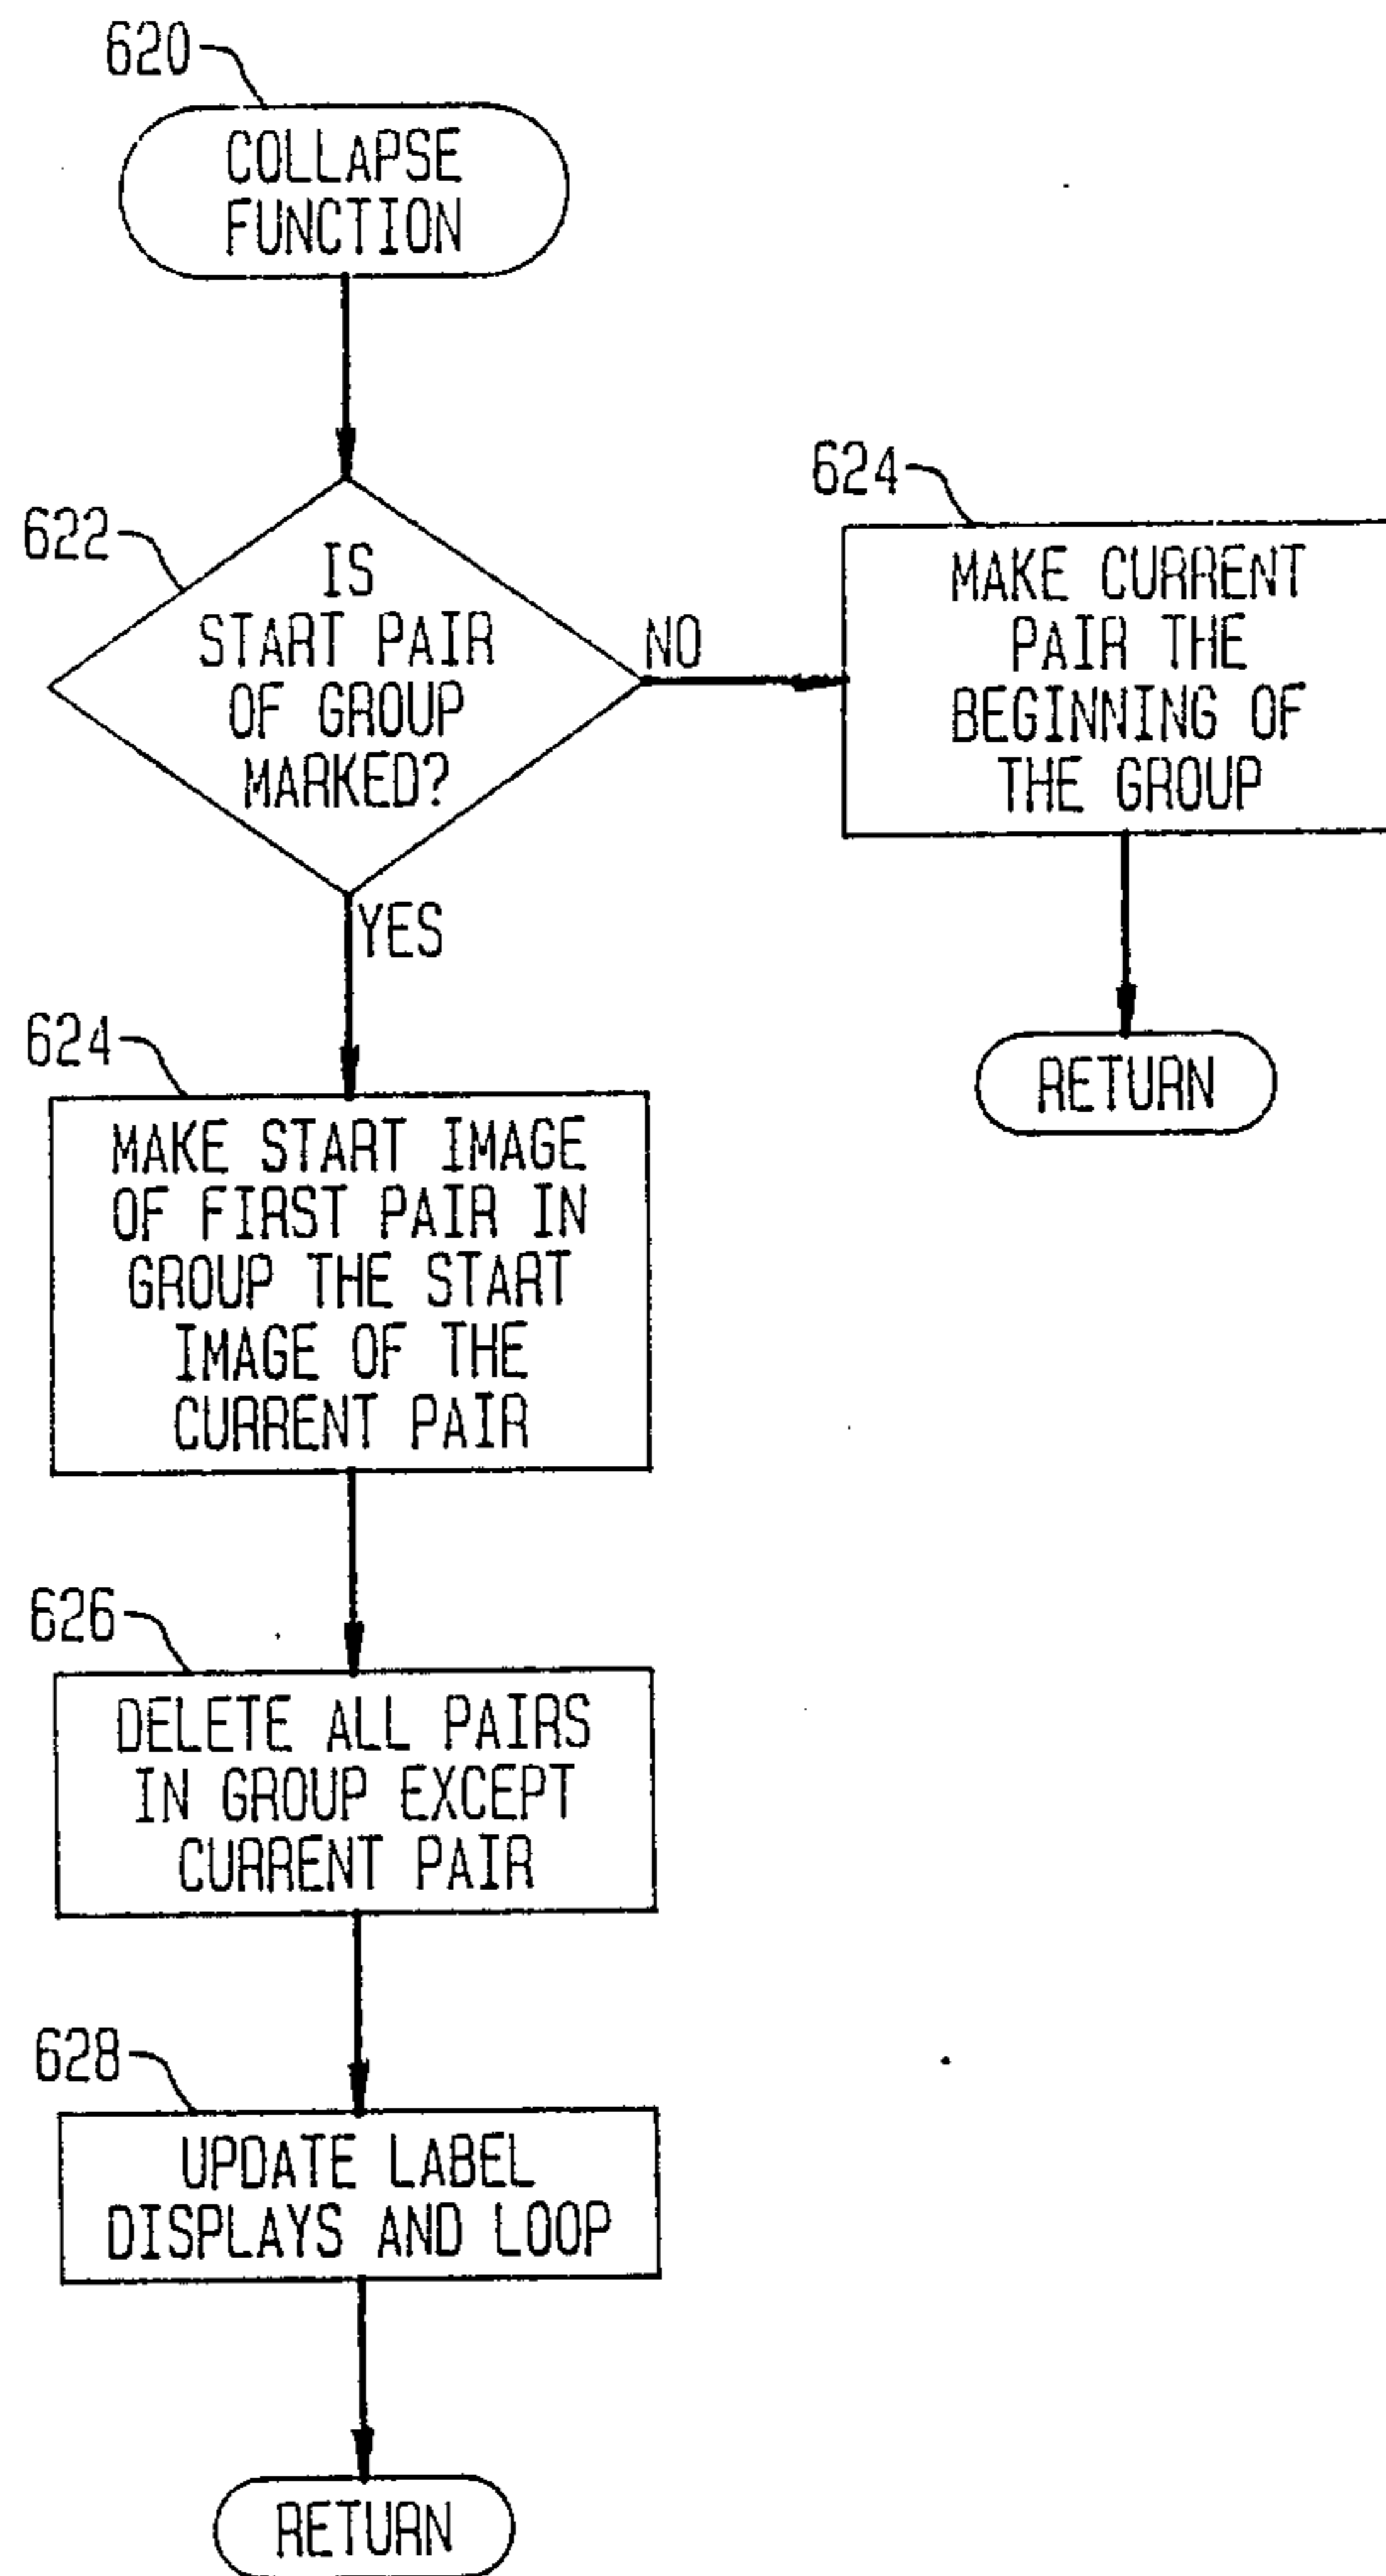 620
COLLAPSE
FUNCTION
622
IS
START PAIR
OF GROUP
MARKED?
NO
624
MAKE CURRENT
PAIR THE
BEGINNING OF
THE GROUP
RETURN
YES
624
MAKE START IMAGE
OF FIRST PAIR IN
GROUP THE START
IMAGE OF THE
CURRENT PAIR
626
DELETE ALL PAIRS
IN GROUP EXCEPT
CURRENT PAIR
628
UPDATE LABEL
DISPLAYS AND LOOP
RETURN